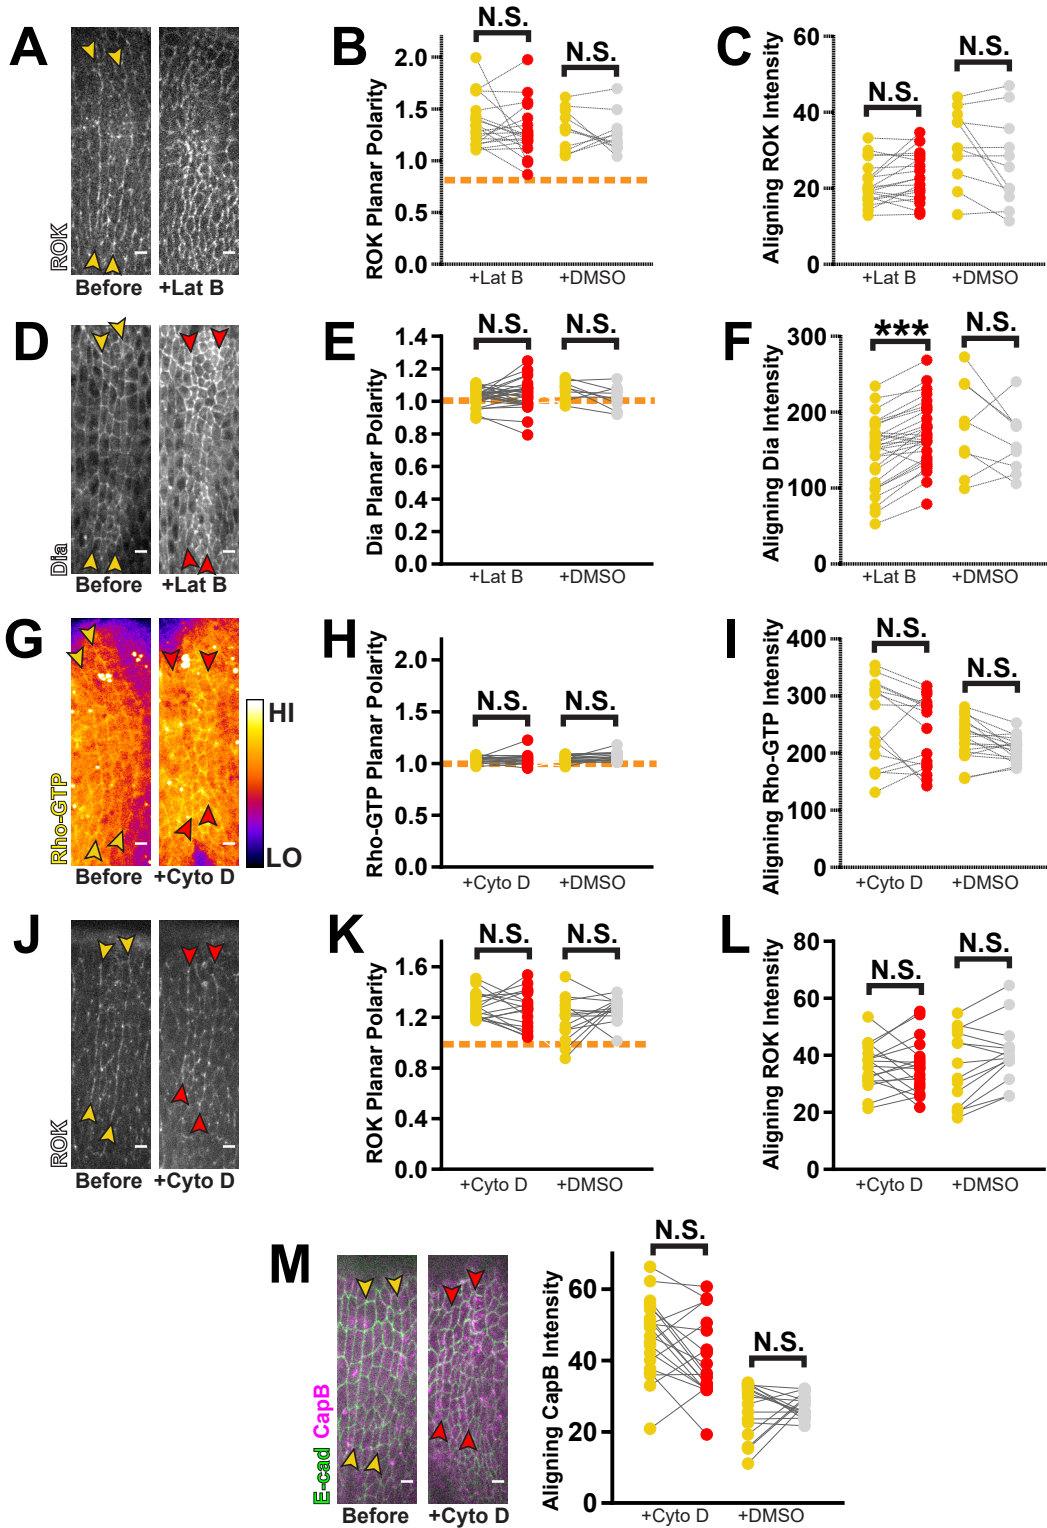 A
ROK
Before
+Lat B
B
ROK Planar Polarity
2.0
1.5
1.0
0.5
0.0
N.S.
N.S.
+Lat B
+DMSO
C
Aligning ROK Intensity
60
40
20
0
N.S.
N.S.
+Lat B
+DMSO
D
Dia
Before
+Lat B
E
Dia Planar Polarity
1.4
1.2
1.0
0.8
0.6
0.4
0.2
0.0
N.S.
N.S.
+Lat B
+DMSO
F
Aligning Dia Intensity
300
200
100
0
***
N.S.
+Lat B
+DMSO
G
Rho-GTP
Before
+Cyto D
HI
LO
H
Rho-GTP Planar Polarity
2.0
1.5
1.0
0.5
0.0
N.S.
N.S.
+Cyto D
+DMSO
I
Aligning Rho-GTP Intensity
400
300
200
100
0
N.S.
N.S.
+Cyto D
+DMSO
J
ROK
Before
+Cyto D
K
ROK Planar Polarity
1.6
1.2
0.8
0.4
0.0
N.S.
N.S.
+Cyto D
+DMSO
L
Aligning ROK Intensity
80
60
40
20
0
N.S.
N.S.
+Cyto D
+DMSO
M
E-cad CapB
Before
+Cyto D
Aligning CapB Intensity
60
40
20
0
N.S.
N.S.
+Cyto D
+DMSO